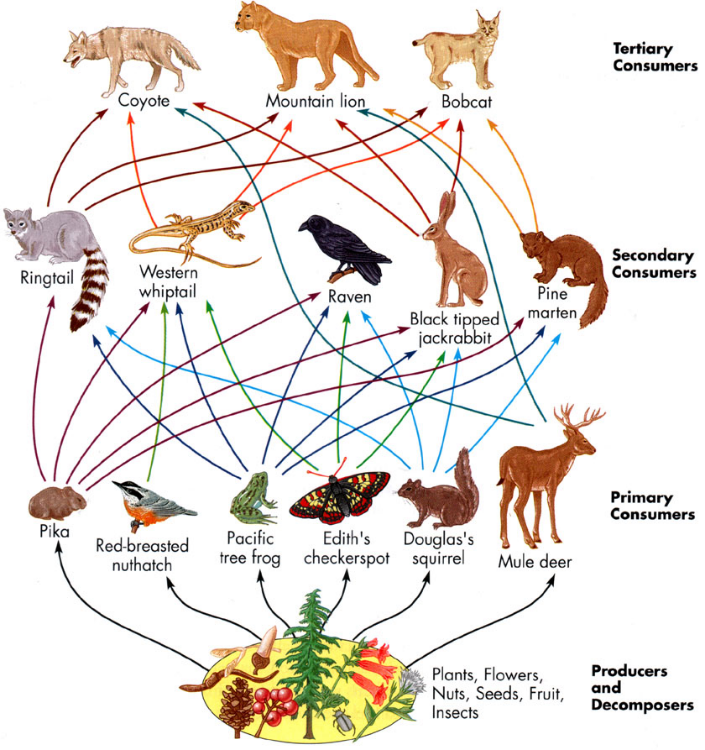 Tertiary
Consumers
Coyote
Mountain lion
Bobcat
Secondary
Consumers
Ringtail
Western
whiptail
Raven
Black tipped
jackrabbit
Pine
marten
Primary
Consumers
Pika
Red-breasted
nuthatch
Pacific
tree frog
Edith's
checkerspot
Douglas's
squirrel
Mule deer
Plants, Flowers,
Nuts, Seeds, Fruit,
Insects
Producers
and
Decomposers